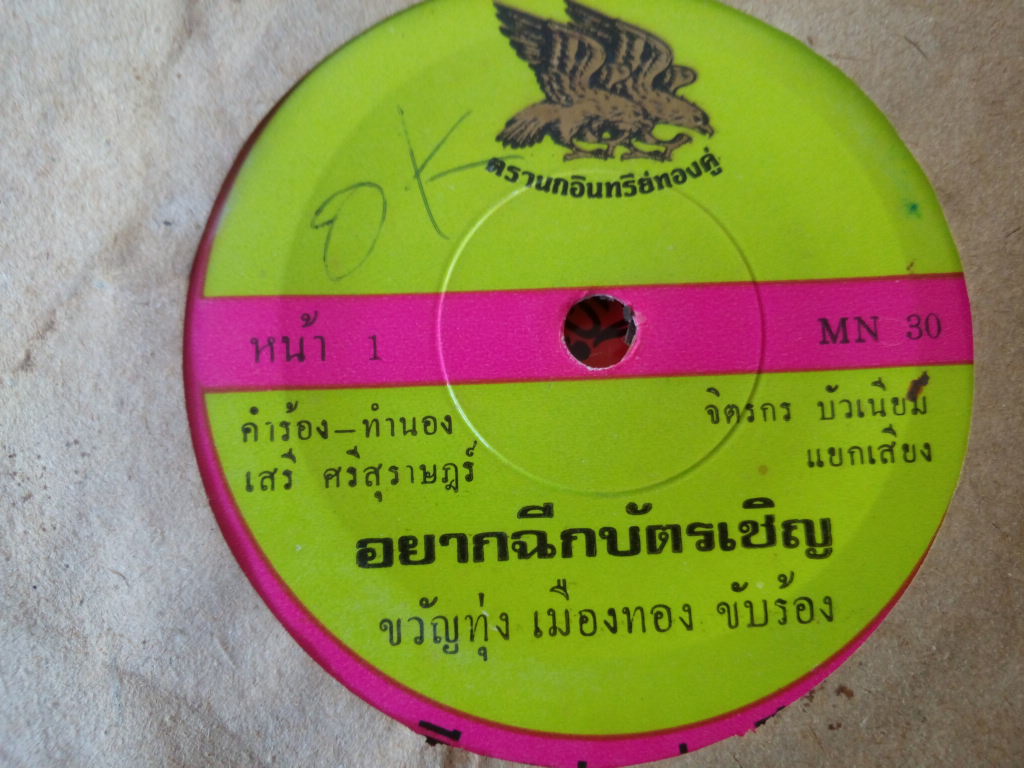 OK
ตรานกอินทรีย์ทองคู่
หน้า 1
MN 30
คำร้อง-ทำนอง
เสรี ศรีสุราษฎร์
จิตรกร บัวเนียม
แยกเสียง
อยากฉีกบัตรเชิญ
ขวัญทุ่ง เมืองทอง ขับร้อง